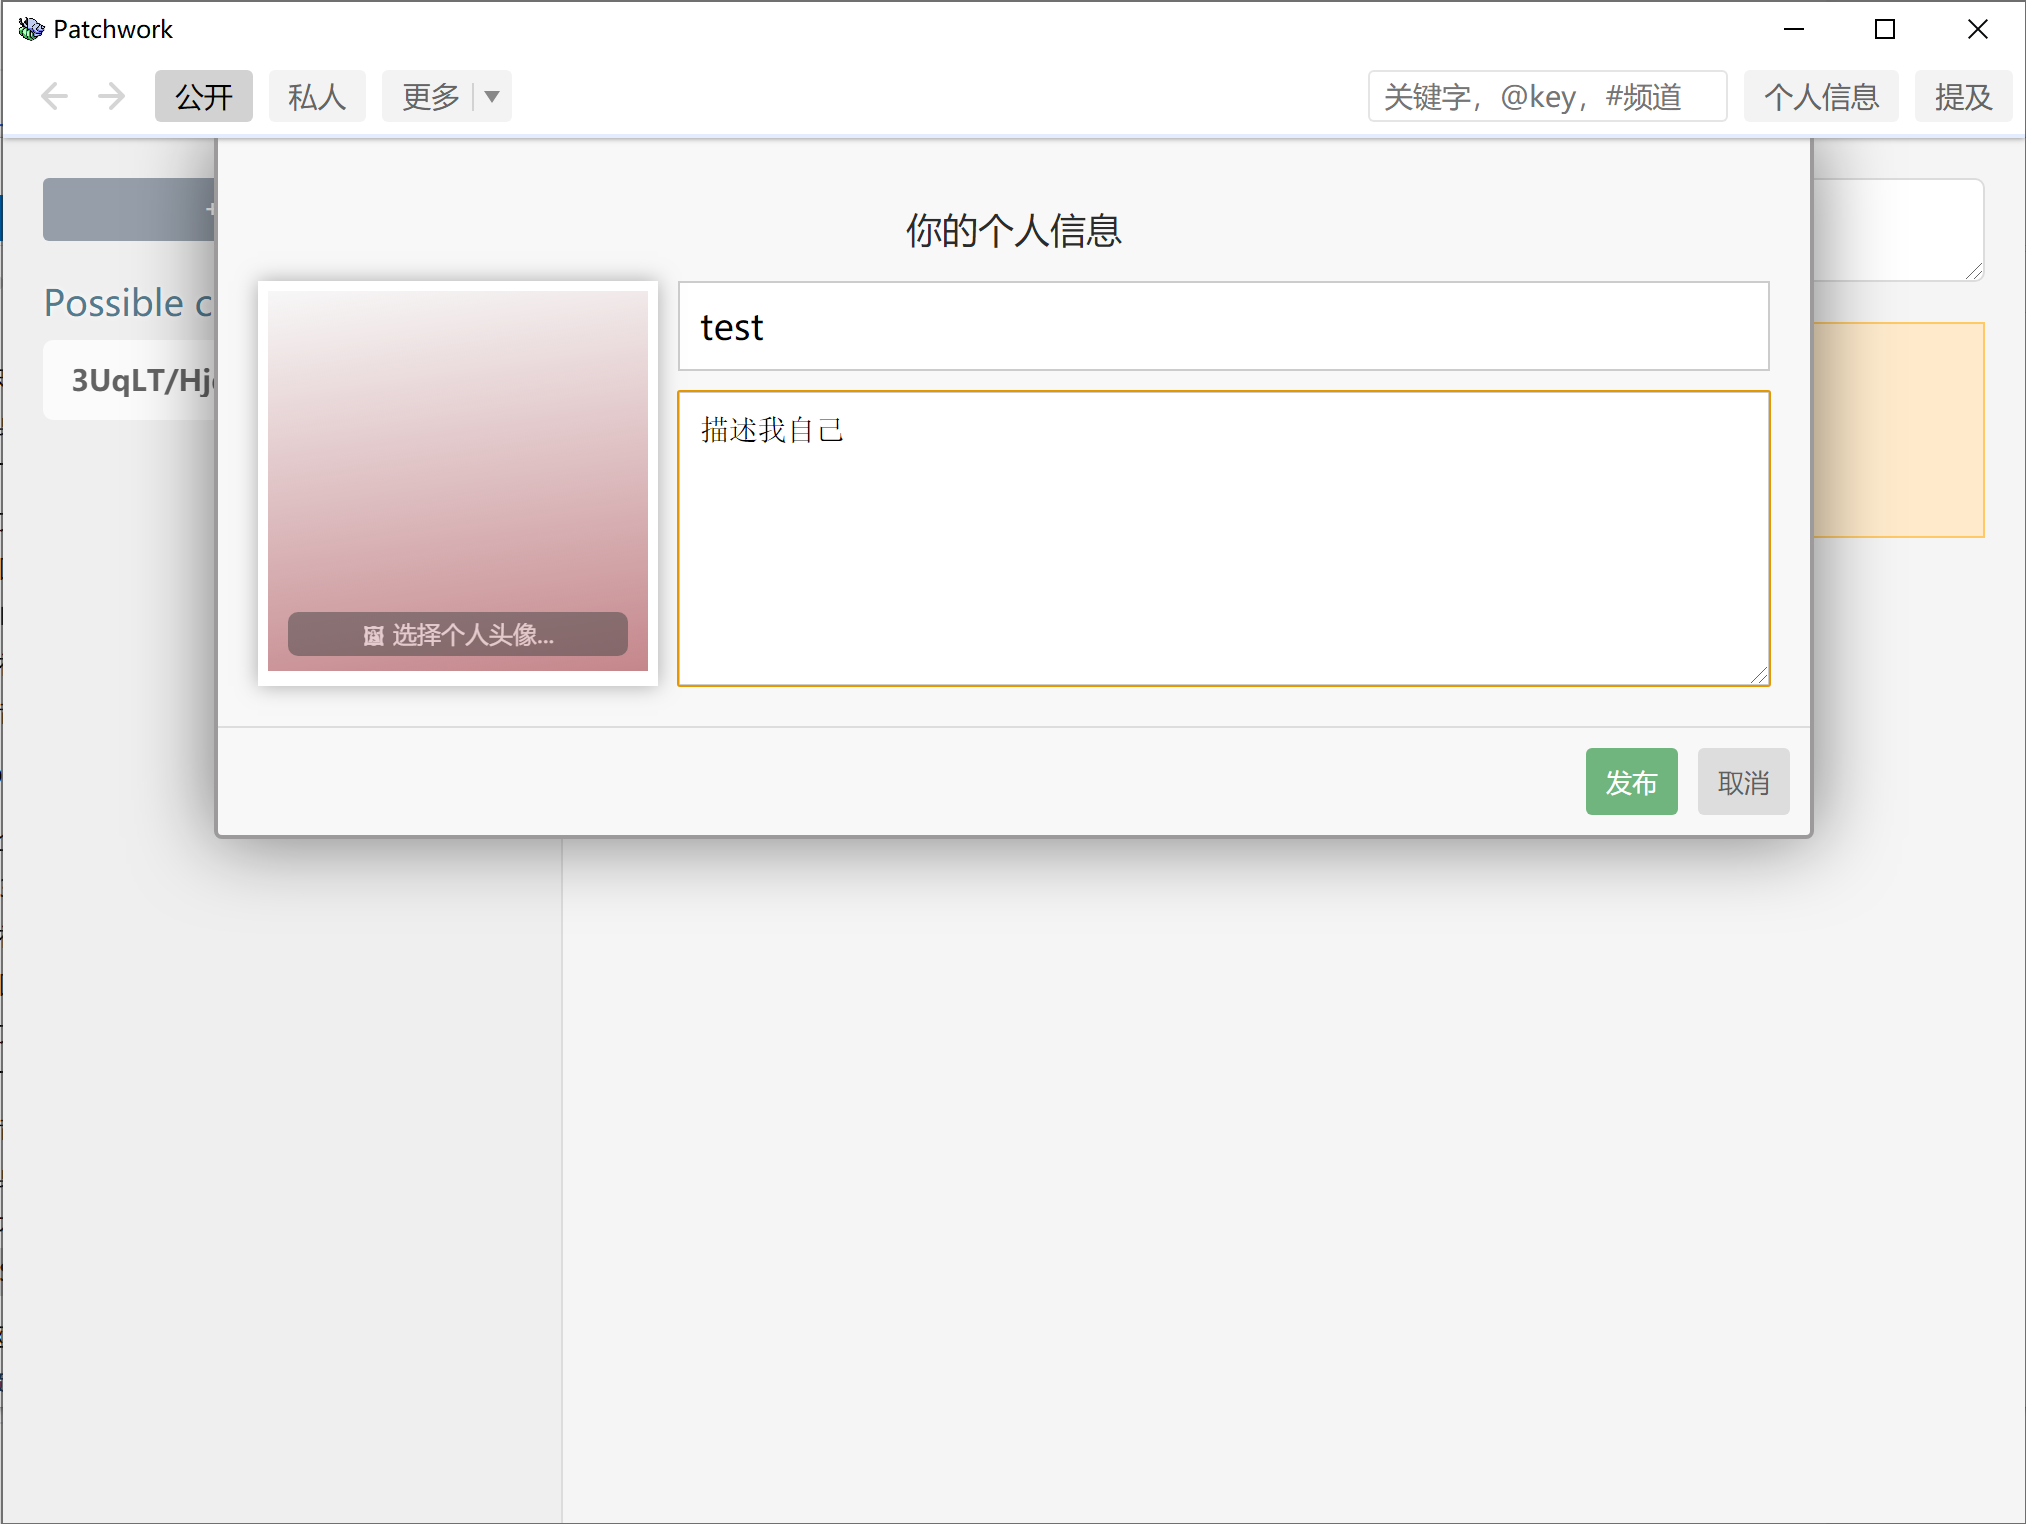 Patchwork
公开 私人 更多 关键字，@key，#频道 个人信息 提及
你的个人信息
Possible
3UqLT/Hj
test
描述我自己
选择个人头像...
发布 取消